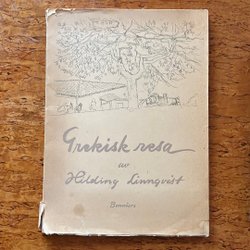 Grekisk resa
av
Hilding Linnqvist
Bonniers